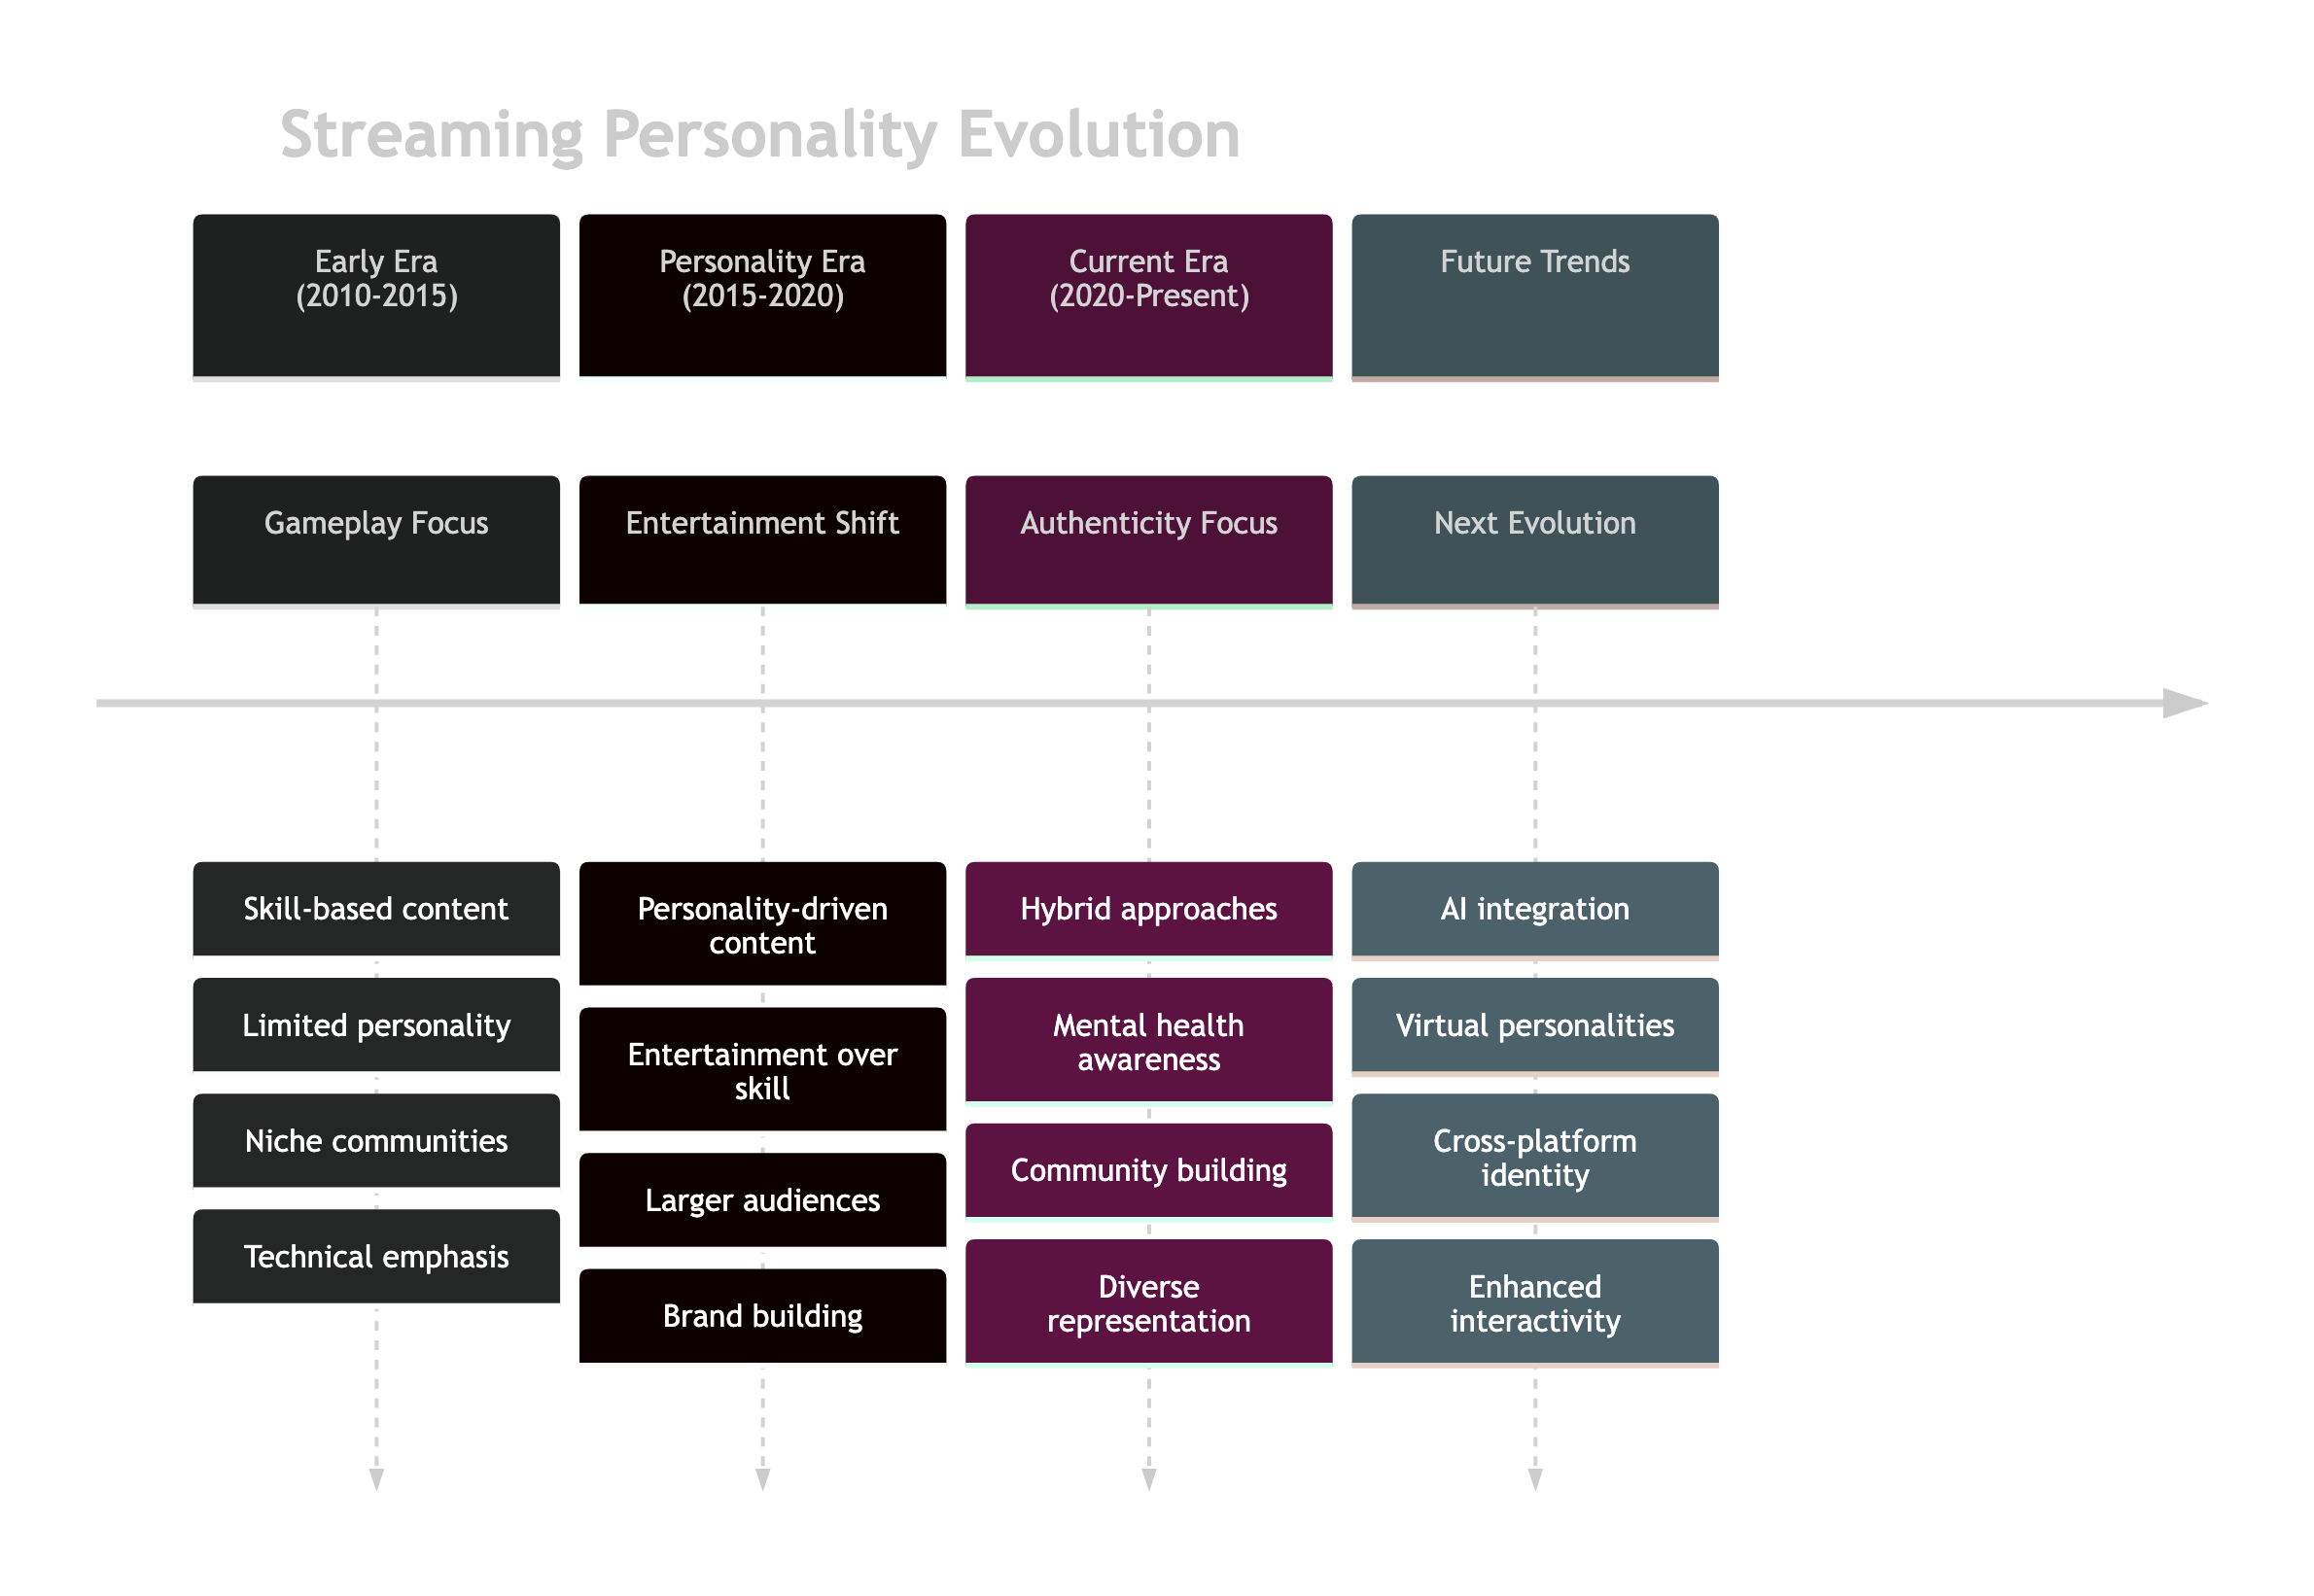 Streaming Personality Evolution
Early Era
(2010-2015)
Personality Era
(2015-2020)
Current Era
(2020-Present)
Future Trends
Gameplay Focus
Entertainment Shift
Authenticity Focus
Next Evolution
Skill-based content
Limited personality
Niche communities
Technical emphasis
Personality-driven
content
Entertainment over
skill
Larger audiences
Brand building
Hybrid approaches
Mental health
awareness
Community building
Diverse
representation
AI integration
Virtual personalities
Cross-platform
identity
Enhanced
interactivity